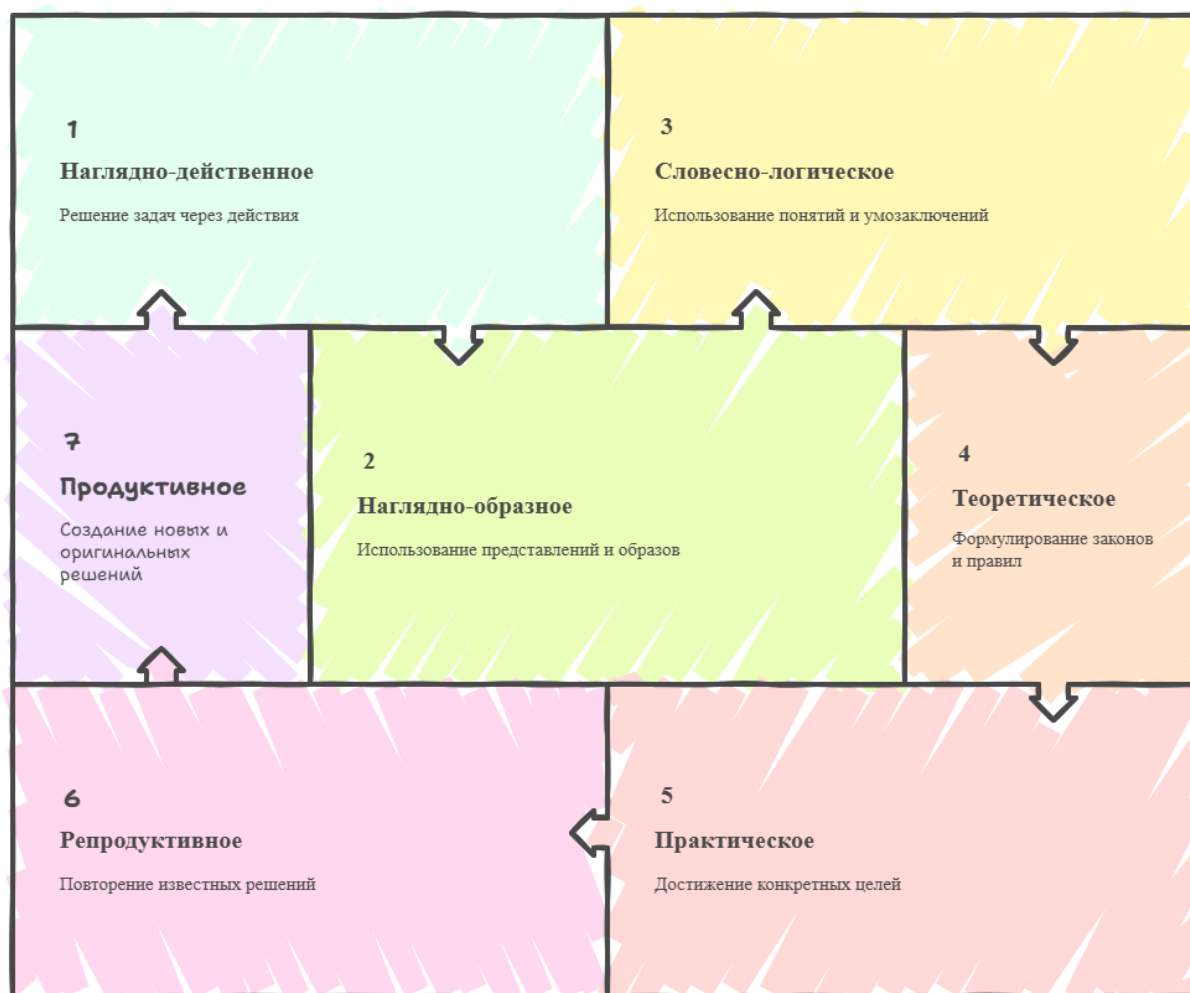 1
Наглядно-действенное
Решение задач через действия
3
Словесно-логическое
Использование понятий и умозаключений
7
Продуктивное
Создание новых и
оригинальных
решений
2
Наглядно-образное
Использование представлений и образов
4
Теоретическое
Формулирование законов
и правил
6
Репродуктивное
Повторение известных решений
5
Практическое
Достижение конкретных целей